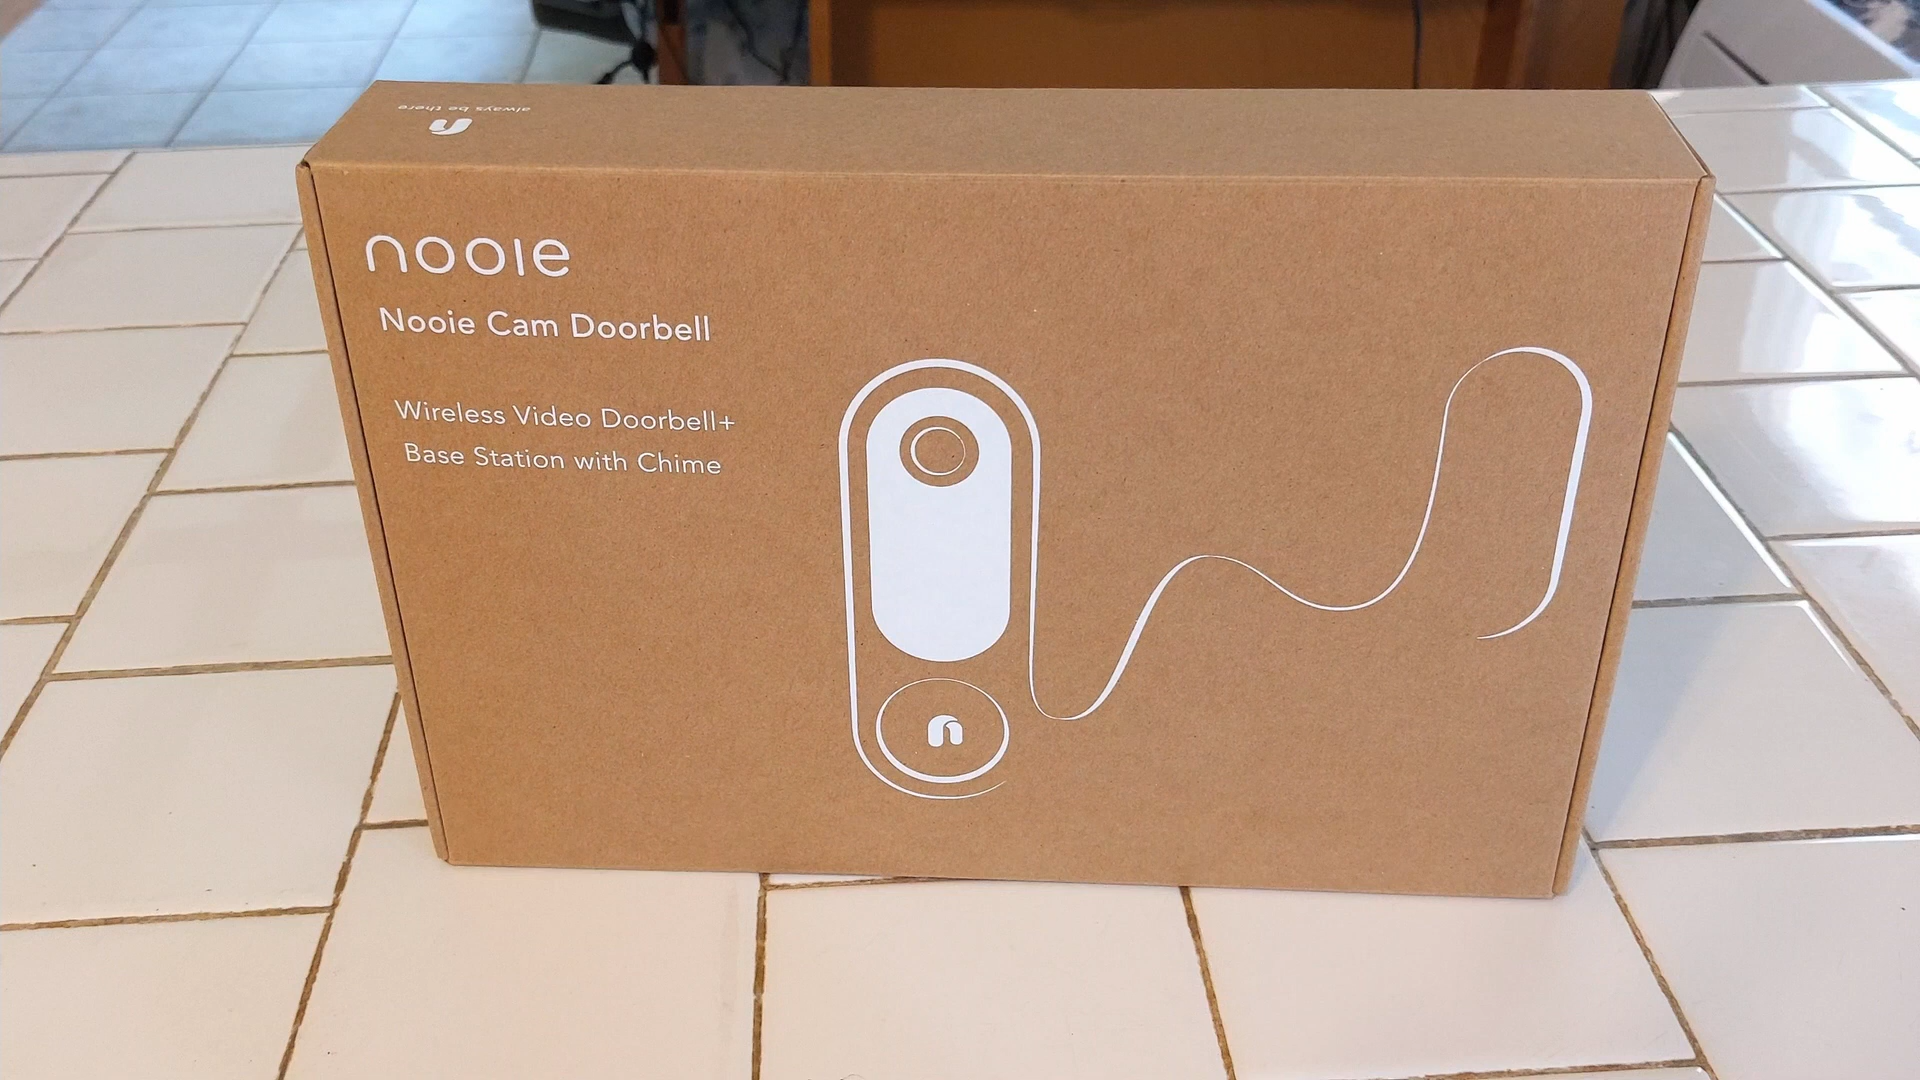 always be there
nooie
Nooie Cam Doorbell
Wireless Video Doorbell+
Base Station with Chime